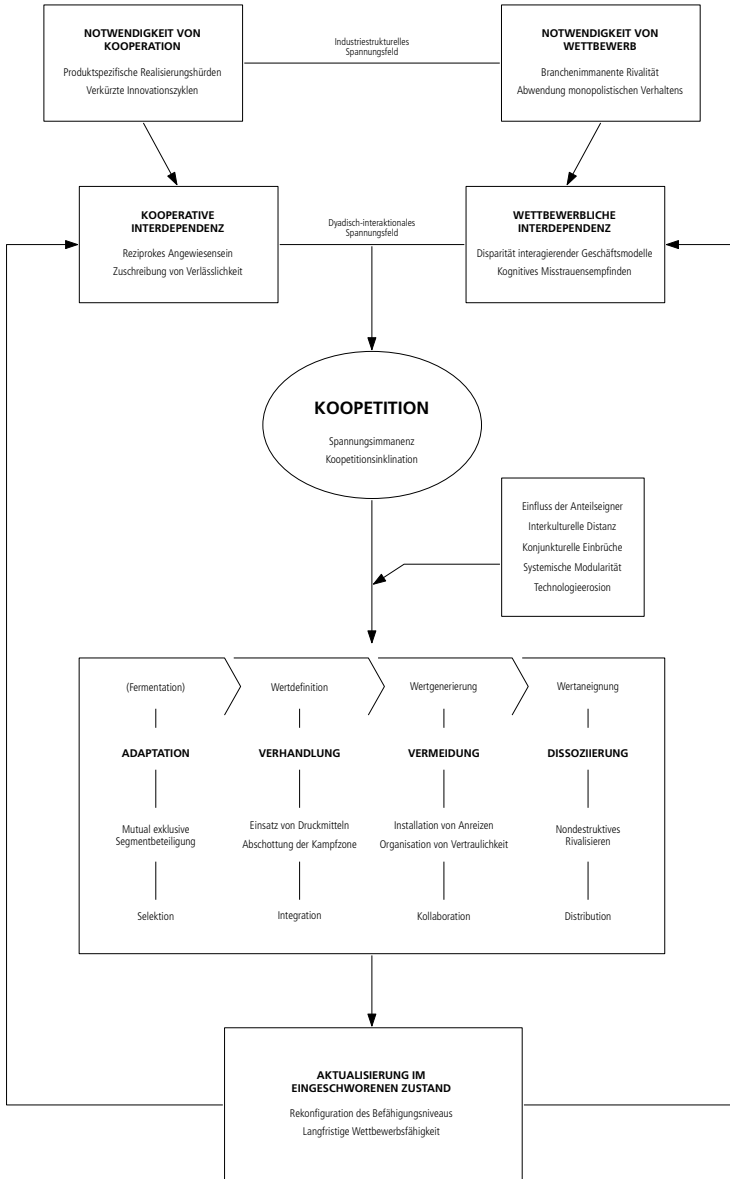 NOTWENDIGKEIT VON
KOOPERATION
Produktspezifische Realisierungshürden
Verkürzte Innovationszyklen
Industriestrukturelles
Spannungsfeld
NOTWENDIGKEIT VON
WETTBEWERB
Branchenimmanente Rivalität
Abwendung monopolistischen Verhaltens
KOOPERATIVE
INTERDEPENDENZ
Reziprokes Angewiesensein
Zuschreibung von Verlässlichkeit
Dyadisch-interaktionales
Spannungsfeld
WETTBEWERBLICHE
INTERDEPENDENZ
Disparität interagierender Geschäftsmodelle
Kognitives Misstrauensempfinden
KOOPETITION
Spannungsimmanenz
Koopetitionsinklination
Einfluss der Anteilseigner
Interkulturelle Distanz
Konjunkturelle Einbrüche
Systemische Modularität
Technologieerosion
(Fermentation)
ADAPTATION
Mutual exklusive
Segmentbeteiligung
Selektion
Wertdefinition
VERHANDLUNG
Einsatz von Druckmitteln
Abschottung der Kampfzone
Integration
Wertgenerierung
VERMEIDUNG
Installation von Anreizen
Organisation von Vertraulichkeit
Kollaboration
Wertaneignung
DISSOZIIERUNG
Nondestruktives
Rivalisieren
Distribution
AKTUALISIERUNG IM
EINGESCHWORENEN ZUSTAND
Rekonfiguration des Befähigungsniveaus
Langfristige Wettbewerbsfähigkeit